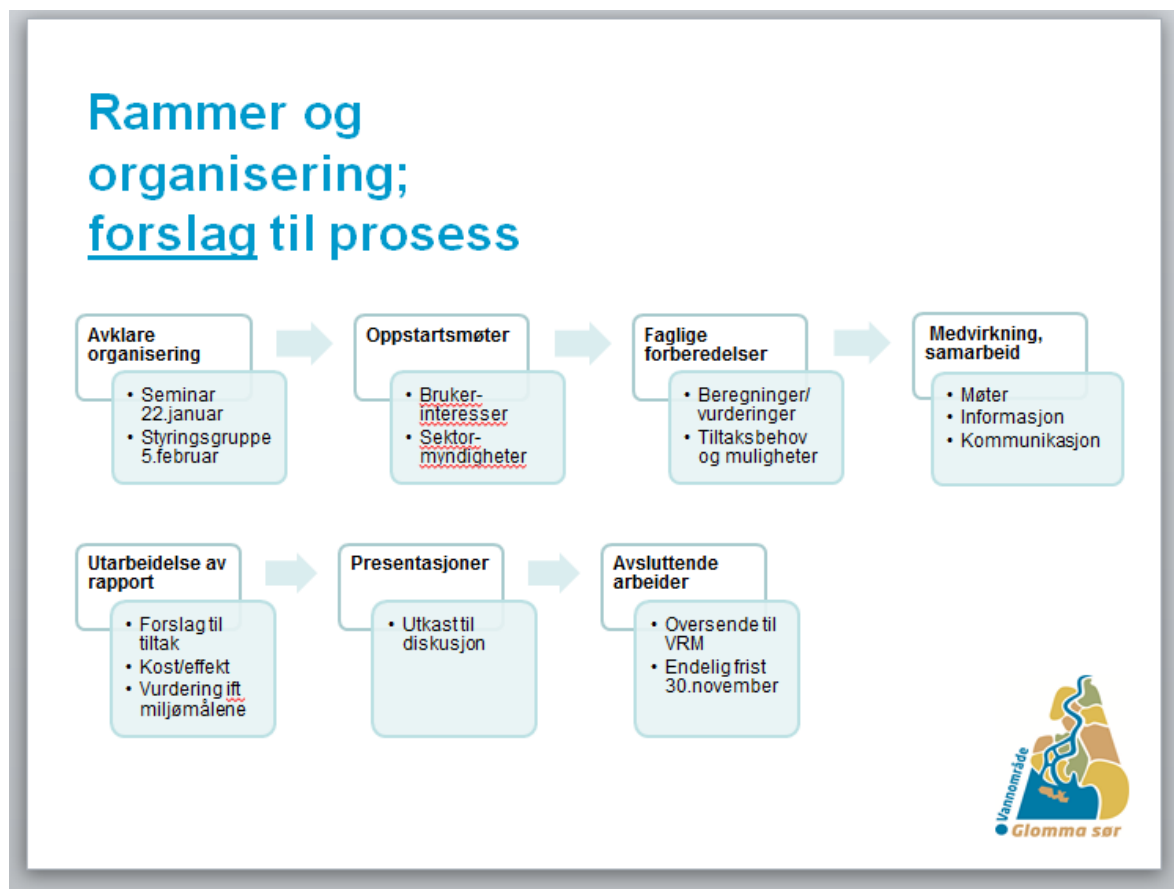 Rammer og
organisering;
forslag til prosess
Avklare
organisering
• Seminar
22.januar
• Styringsgruppe
5.februar
Oppstartsmøter
• Bruker-
interesser
• Sektor-
myndigheter
Faglige
forberedelser
• Beregninger/
vurderinger
• Tiltaksbehov
og muligheter
Medvirkning,
samarbeid
• Møter
• Informasjon
• Kommunikasjon
Utarbeidelse av
rapport
• Forslag til
tiltak
• Kost/effekt
• Vurdering ift
miljømålene
Presentasjoner
• Utkast til
diskusjon
Avsluttende
arbeider
• Oversende til
VRM
• Endelig frist
30.november
Vannområde
Glomma sør